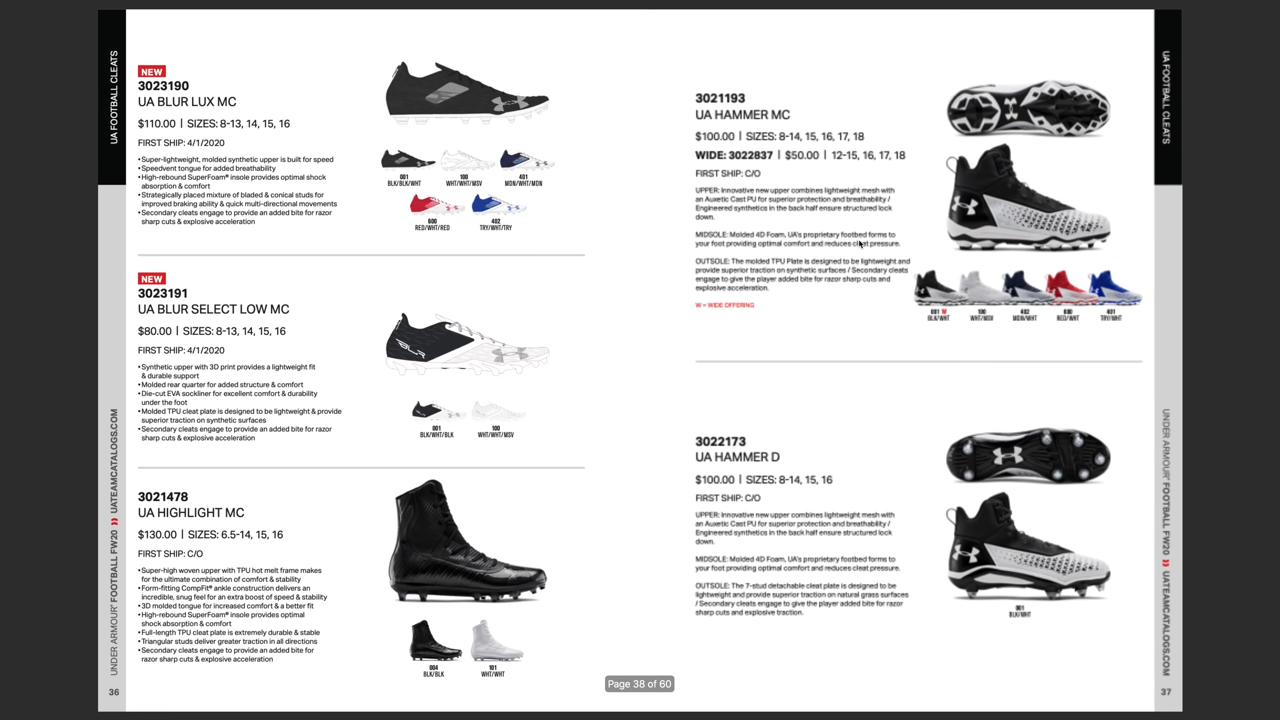 UA FOOTBALL CLEATS
UNDER ARMOUR® FOOTBALL FW20 » UATEAMCATALOGS.COM
36
NEW
3023190
UA BLUR LUX MC
$110.00 | SIZES: 8-13, 14, 15, 16
FIRST SHIP: 4/1/2020
•Super-lightweight, molded synthetic upper is built for speed
•Speedvent tongue for added breathability
•High-rebound SuperFoam® insole provides optimal shock
absorption & comfort
•Strategically placed mixture of bladed & conical studs for
improved braking ability & quick multi-directional movements
•Secondary cleats engage to provide an added bite for razor
sharp cuts & explosive acceleration
001
BLK/BLK/WHT
100
WHT/WHT/MSV
401
MDN/WHT/MDN
600
RED/WHT/RED
402
TRY/WHT/TRY
NEW
3023191
UA BLUR SELECT LOW MC
$80.00 | SIZES: 8-13, 14, 15, 16
FIRST SHIP: 4/1/2020
•Synthetic upper with 3D print provides a lightweight fit
& durable support
•Molded rear quarter for added structure & comfort
•Die-cut EVA sockliner for excellent comfort & durability
under the foot
•Molded TPU cleat plate is designed to be lightweight & provide
superior traction on synthetic surfaces
•Secondary cleats engage to provide an added bite for razor
sharp cuts & explosive acceleration
BLR
001
BLK/WHT/BLK
100
WHT/WHT/MSV
3021478
UA HIGHLIGHT MC
$130.00 | SIZES: 6.5-14, 15, 16
FIRST SHIP: C/O
•Super-high woven upper with TPU hot melt frame makes
for the ultimate combination of comfort & stability
•Form-fitting CompFit® ankle construction delivers an
incredible, snug feel for an extra boost of speed & stability
•3D molded tongue for increased comfort & a better fit
•High-rebound SuperFoam® insole provides optimal
shock absorption & comfort
•Full-length TPU cleat plate is extremely durable & stable
•Triangular studs deliver greater traction in all directions
•Secondary cleats engage to provide an added bite for
razor sharp cuts & explosive acceleration
004
BLK/BLK
101
WHT/WHT
3021193
UA HAMMER MC
$100.00 | SIZES: 8-14, 15, 16, 17, 18
WIDE: 3022837 | $50.00 | 12-15, 16, 17, 18
FIRST SHIP: C/O
UPPER: Innovative new upper combines lightweight mesh with
an Auxetic Cast PU for superior protection and breathability /
Engineered synthetics in the back half ensure structured lock
down.
MIDSOLE: Molded 4D Foam, UA's proprietary footbed forms to
your foot providing optimal comfort and reduces cleat pressure.
OUTSOLE: The molded TPU Plate is designed to be lightweight and
provide superior traction on synthetic surfaces / Secondary cleats
engage to give the player added bite for razor sharp cuts and
explosive acceleration.
W = WIDE OFFERING
001 W
BLK/WHT
100
WHT/MSV
402
MDN/WHT
600
RED/WHT
401
TRY/WHT
3022173
UA HAMMER D
$100.00 | SIZES: 8-14, 15, 16
FIRST SHIP: C/O
UPPER: Innovative new upper combines lightweight mesh with
an Auxetic Cast PU for superior protection and breathability /
Engineered synthetics in the back half ensure structured lock
down.
MIDSOLE: Molded 4D Foam, UA's proprietary footbed forms to
your foot providing optimal comfort and reduces cleat pressure.
OUTSOLE: The 7-stud detachable cleat plate is designed to be
lightweight and provide superior traction on natural grass surfaces
/ Secondary cleats engage to give the player added bite for razor
sharp cuts and explosive traction.
001
BLK/WHT
Page 38 of 60
UA FOOTBALL CLEATS
UNDER ARMOUR® FOOTBALL FW20 » UATEAMCATALOGS.COM
37